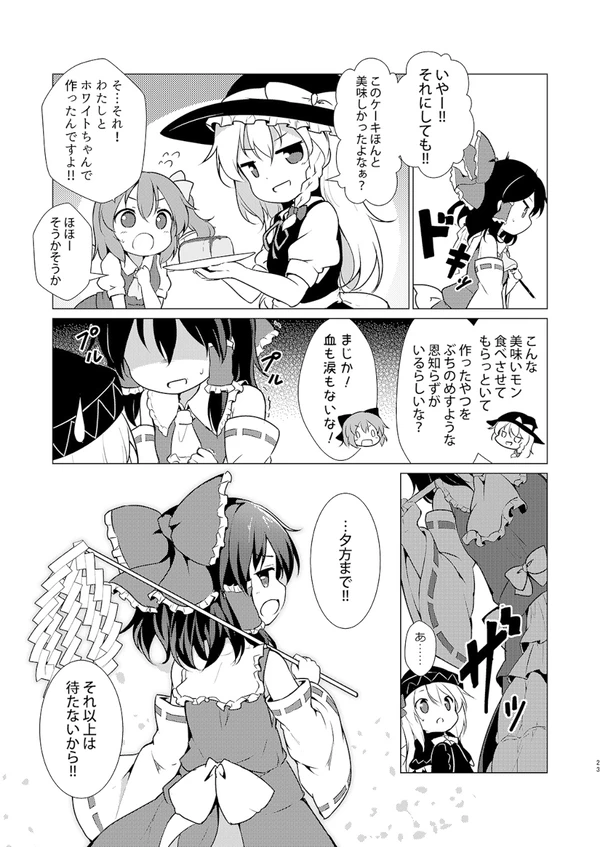 いやー!!
それにしても!!
このケーキほんと
美味しかったよなぁ?
そ…それ!
わたしと
ホワイトちゃんで
作ったんですよ!!
ほほー
そうかそうか
ドキッ
こんな
美味いモン
食べさせて
もらっといて
作ったやつを
ぶちのめすような
恩知らずが
いるらしいな?
まじか!
血も涙もないな!
プル
プル
ザッ
あ……
…夕方まで!!
それ以上は
待たないから!!
23